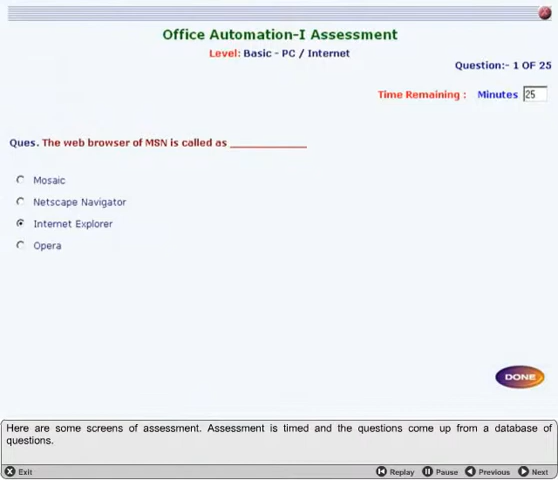 Office Automation-I Assessment
Level: Basic - PC / Internet
Question:- 1 OF 25
Time Remaining : Minutes 25
Ques. The web browser of MSN is called as ____________
Mosaic
Netscape Navigator
Internet Explorer
Opera
DONE
Here are some screens of assessment. Assessment is timed and the questions come up from a database of
questions.
Exit Replay Pause Previous Next